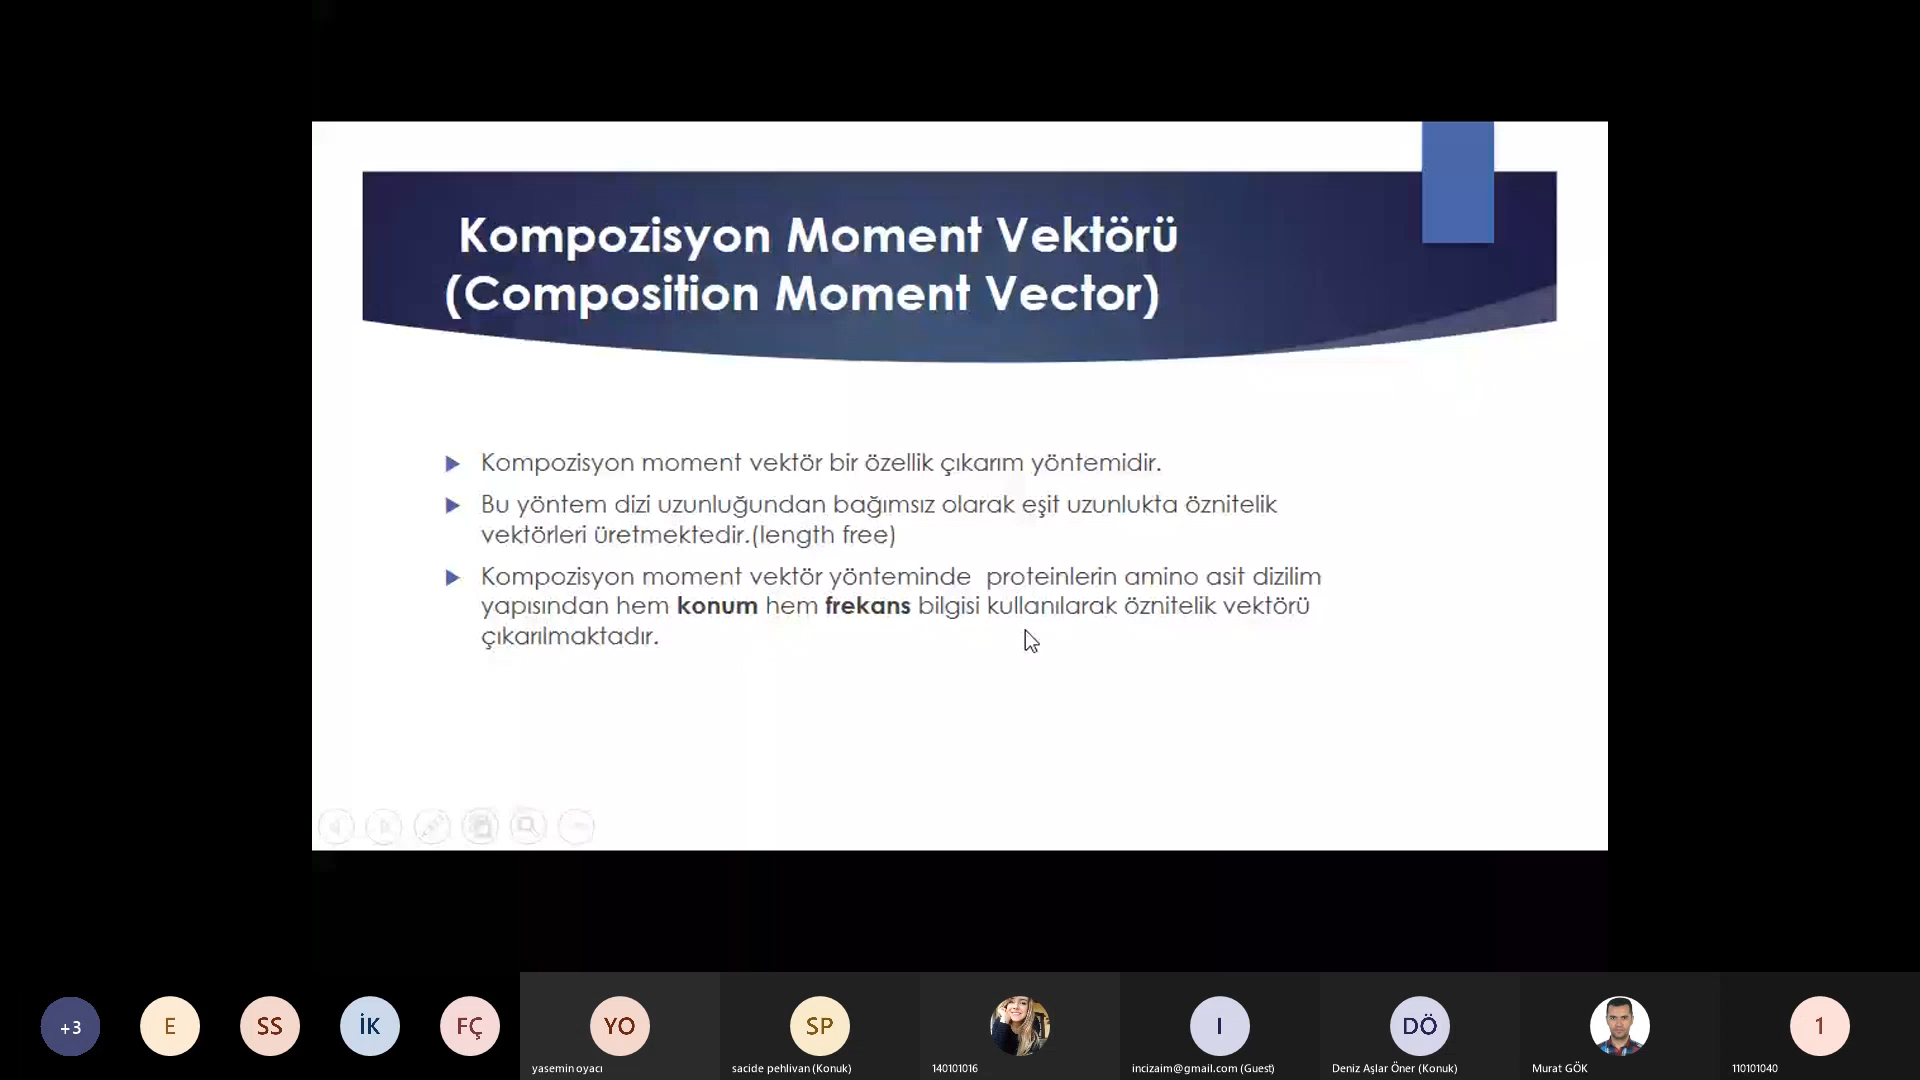 Kompozisyon Moment Vektörü
(Composition Moment Vector)
Kompozisyon moment vektör bir özellik çıkarım yöntemidir.
Bu yöntem dizi uzunluğundan bağımsız olarak eşit uzunlukta öznitelik
vektörleri üretmektedir.(length free)
Kompozisyon moment vektör yönteminde proteinlerin amino asit dizilim
yapısından hem konum hem frekans bilgisi kullanılarak öznitelik vektörü
çıkarılmaktadır.
+3
E
SS
İK
FÇ
YO
SP
I
DÖ
1
yasemin oyacı
sacide pehlivan (Konuk)
140101016
incizaim@gmail.com (Guest)
Deniz Aşlar Öner (Konuk)
Murat GÖK
110101040